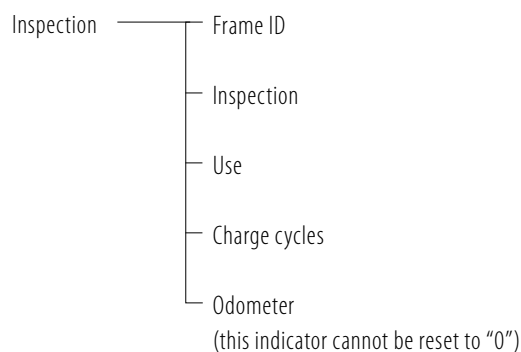 Inspection
Frame ID
Inspection
Use
Charge cycles
Odometer
(this indicator cannot be reset to “0”)